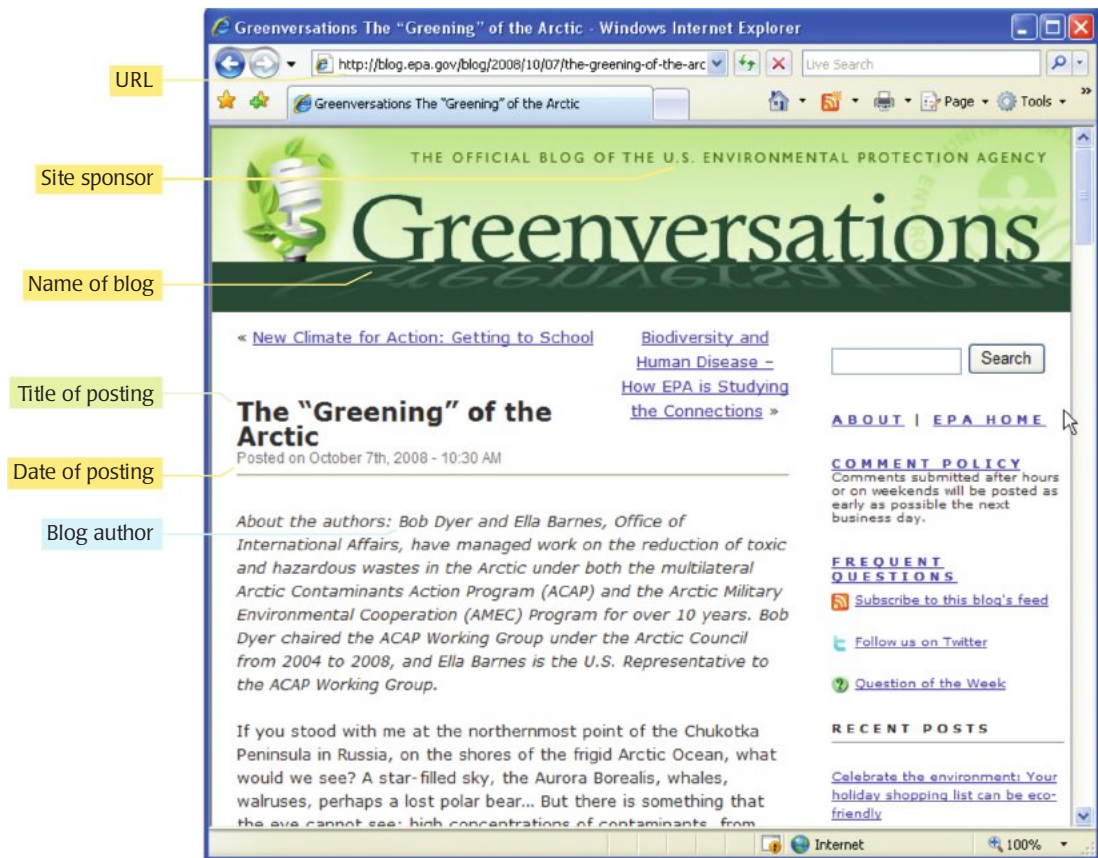 Greenversations The “Greening” of the Arctic - Windows Internet Explorer
URL
http://blog.epa.gov/blog/2008/10/07/the-greening-of-the-arc
Live Search
Greenversations The "Greening" of the Arctic
Page
Tools
Site sponsor
THE OFFICIAL BLOG OF THE U.S. ENVIRONMENTAL PROTECTION AGENCY
Greenversations
Name of blog
« New Climate for Action: Getting to School
Biodiversity and
Human Disease –
How EPA is Studying
the Connections »
Title of posting
The “Greening” of the
Arctic
Date of posting
Posted on October 7th, 2008 - 10:30 AM
Blog author
About the authors: Bob Dyer and Ella Barnes, Office of
International Affairs, have managed work on the reduction of toxic
and hazardous wastes in the Arctic under both the multilateral
Arctic Contaminants Action Program (ACAP) and the Arctic Military
Environmental Cooperation (AMEC) Program for over 10 years. Bob
Dyer chaired the ACAP Working Group under the Arctic Council
from 2004 to 2008, and Ella Barnes is the U.S. Representative to
the ACAP Working Group.
If you stood with me at the northernmost point of the Chukotka
Peninsula in Russia, on the shores of the frigid Arctic Ocean, what
would we see? A star-filled sky, the Aurora Borealis, whales,
walruses, perhaps a lost polar bear... But there is something that
the eye cannot see: high concentrations of contaminants from
Search
ABOUT | EPA HOME
COMMENT POLICY
Comments submitted after hours
or on weekends will be posted as
early as possible the next
business day.
FREQUENT
QUESTIONS
Subscribe to this blog's feed
Follow us on Twitter
Question of the Week
RECENT POSTS
Celebrate the environment: Your
holiday shopping list can be eco-
friendly
Internet
100%